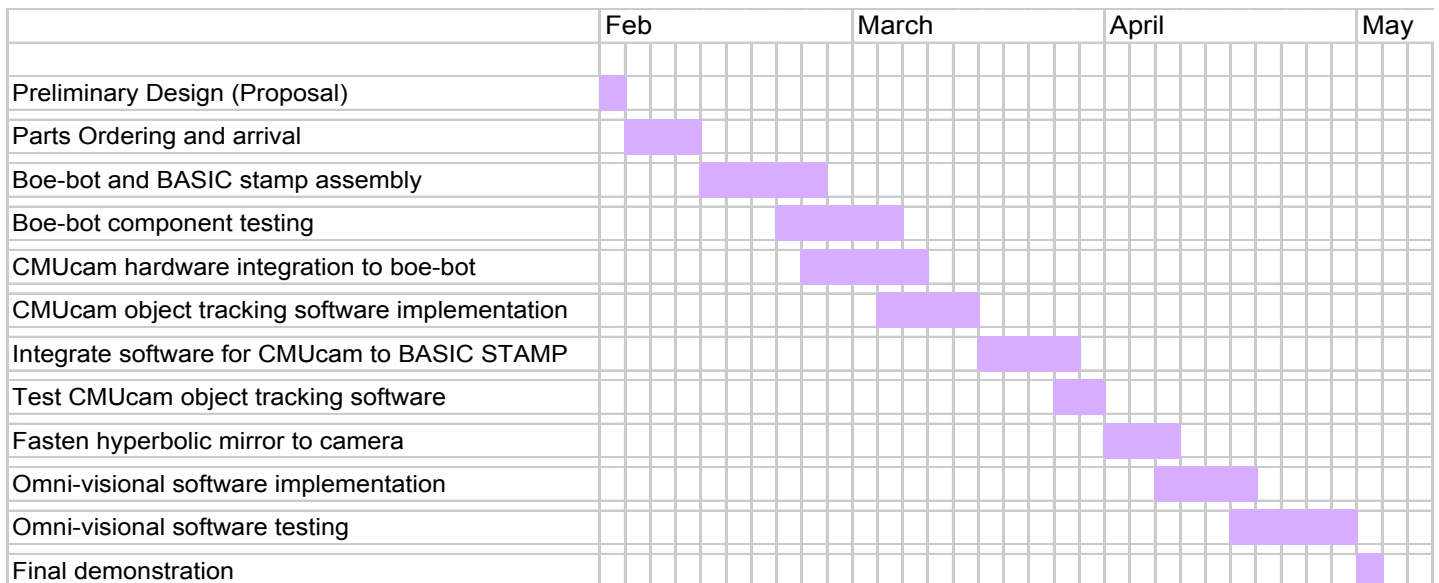 Feb March April May
Preliminary Design (Proposal)
Parts Ordering and arrival
Boe-bot and BASIC stamp assembly
Boe-bot component testing
CMUcam hardware integration to boe-bot
CMUcam object tracking software implementation
Integrate software for CMUcam to BASIC STAMP
Test CMUcam object tracking software
Fasten hyperbolic mirror to camera
Omni-visional software implementation
Omni-visional software testing
Final demonstration